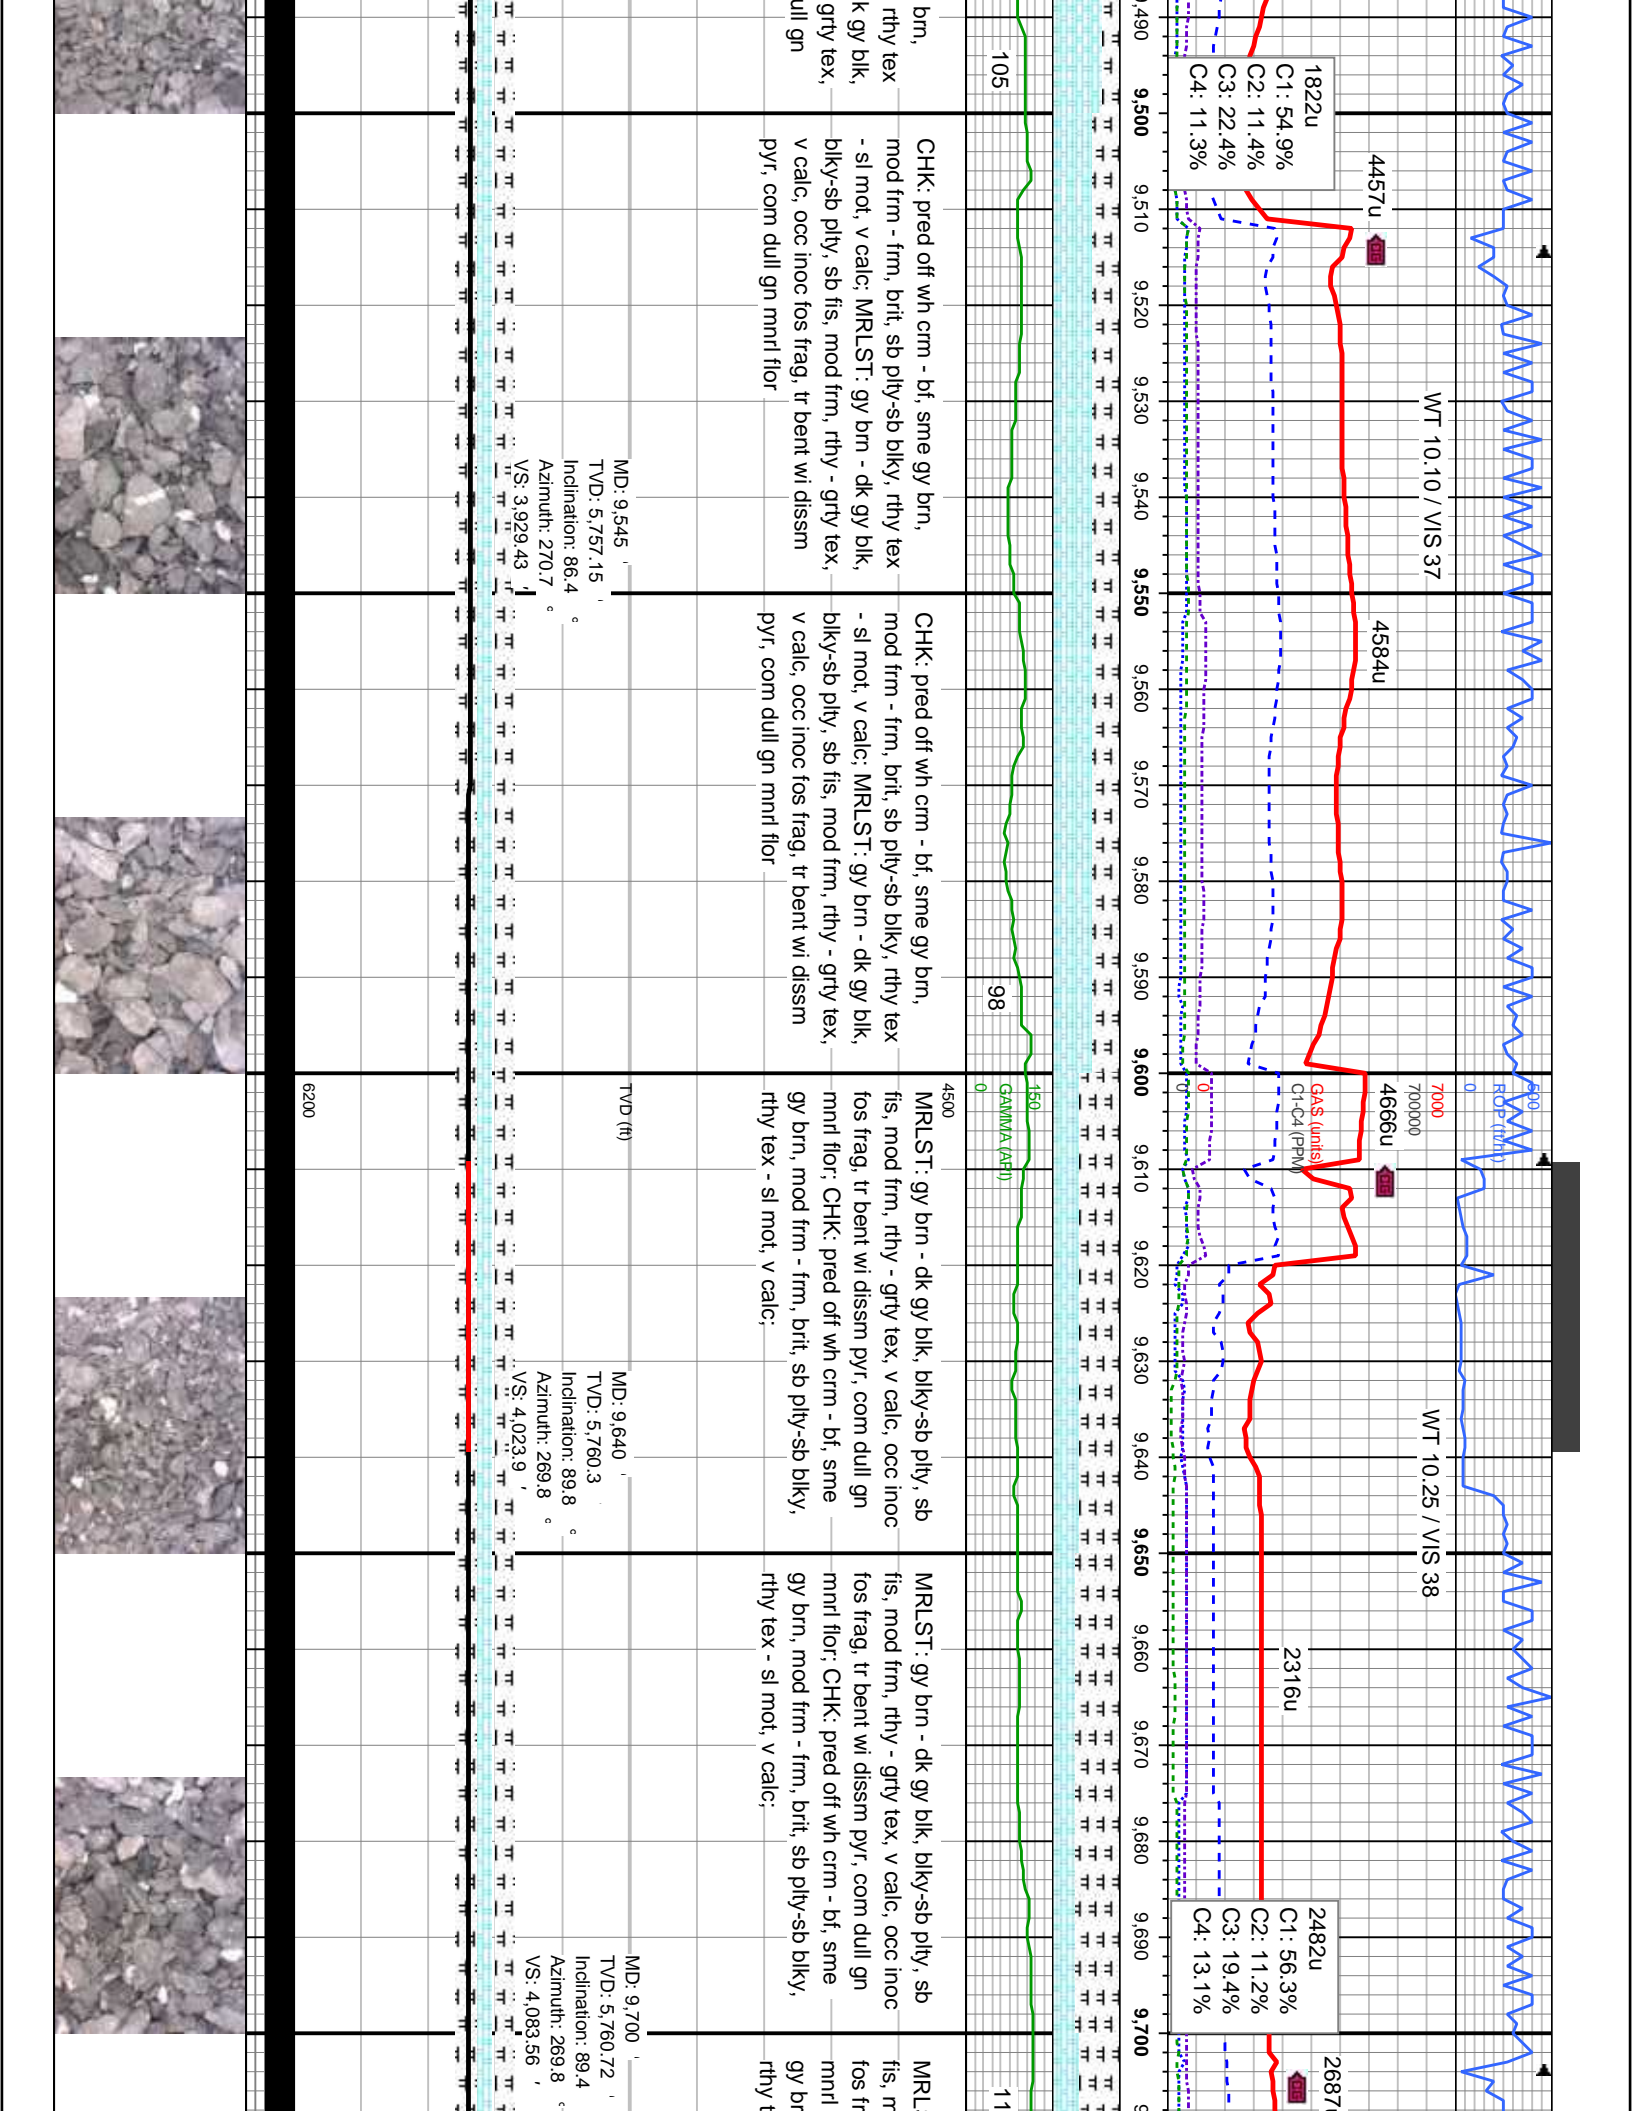 500
ROP (ft/hr)
0
WT 10.10 / VIS 37
WT 10.25 / VIS 38
7000
70000
GAS (units)
C1-C4 (PPM)
0
0
4457u
4584u
4666u
2316u
2687u
CG
CG
CG
1822u
C1: 54.9%
C2: 11.4%
C3: 22.4%
C4: 11.3%
2482u
C1: 56.3%
C2: 11.2%
C3: 19.4%
C4: 13.1%
9,490 9,500 9,510 9,520 9,530 9,540 9,550 9,560 9,570 9,580 9,590 9,600 9,610 9,620 9,630 9,640 9,650 9,660 9,670 9,680 9,690 9,700
150
GAMMA (API)
0
105
98
11
brn,
rthy tex
k gy blk,
grty tex,
ull gn
CHK: pred off wh crm - bf, sme gy brn,
mod frm - frm, brit, sb plty-sb blky, rthy tex
- sl mot, v calc; MRLST: gy brn - dk gy blk,
blky-sb plty, sb fis, mod frm, rthy - grty tex,
v calc, occ inoc fos frag, tr bent wi dissm
pyr, com dull gn mnrl flor
CHK: pred off wh crm - bf, sme gy brn,
mod frm - frm, brit, sb plty-sb blky, rthy tex
- sl mot, v calc; MRLST: gy brn - dk gy blk,
blky-sb plty, sb fis, mod frm, rthy - grty tex,
v calc, occ inoc fos frag, tr bent wi dissm
pyr, com dull gn mnrl flor
MRLST: gy brn - dk gy blk, blky-sb plty, sb
fis, mod frm, rthy - grty tex, v calc, occ inoc
fos frag, tr bent wi dissm pyr, com dull gn
mnrl flor; CHK: pred off wh crm - bf, sme
gy brn, mod frm - frm, brit, sb plty-sb blky,
rthy tex - sl mot, v calc;
MRLST: gy brn - dk gy blk, blky-sb plty, sb
fis, mod frm, rthy - grty tex, v calc, occ inoc
fos frag, tr bent wi dissm pyr, com dull gn
mnrl flor; CHK: pred off wh crm - bf, sme
gy brn, mod frm - frm, brit, sb plty-sb blky,
rthy tex - sl mot, v calc;
MRL
fis, m
fos fr
mnrl
gy br
rthy t
4500
TVD (ft)
6200
MD: 9,545 '
TVD: 5,757.15 '
Inclination: 86.4 °
Azimuth: 270.7 °
VS: 3,929.43 '
MD: 9,640 '
TVD: 5,760.3 '
Inclination: 89.8 °
Azimuth: 269.8 °
VS: 4,023.9 '
MD: 9,700 '
TVD: 5,760.72 '
Inclination: 89.4 °
Azimuth: 269.8 °
VS: 4,083.56 '